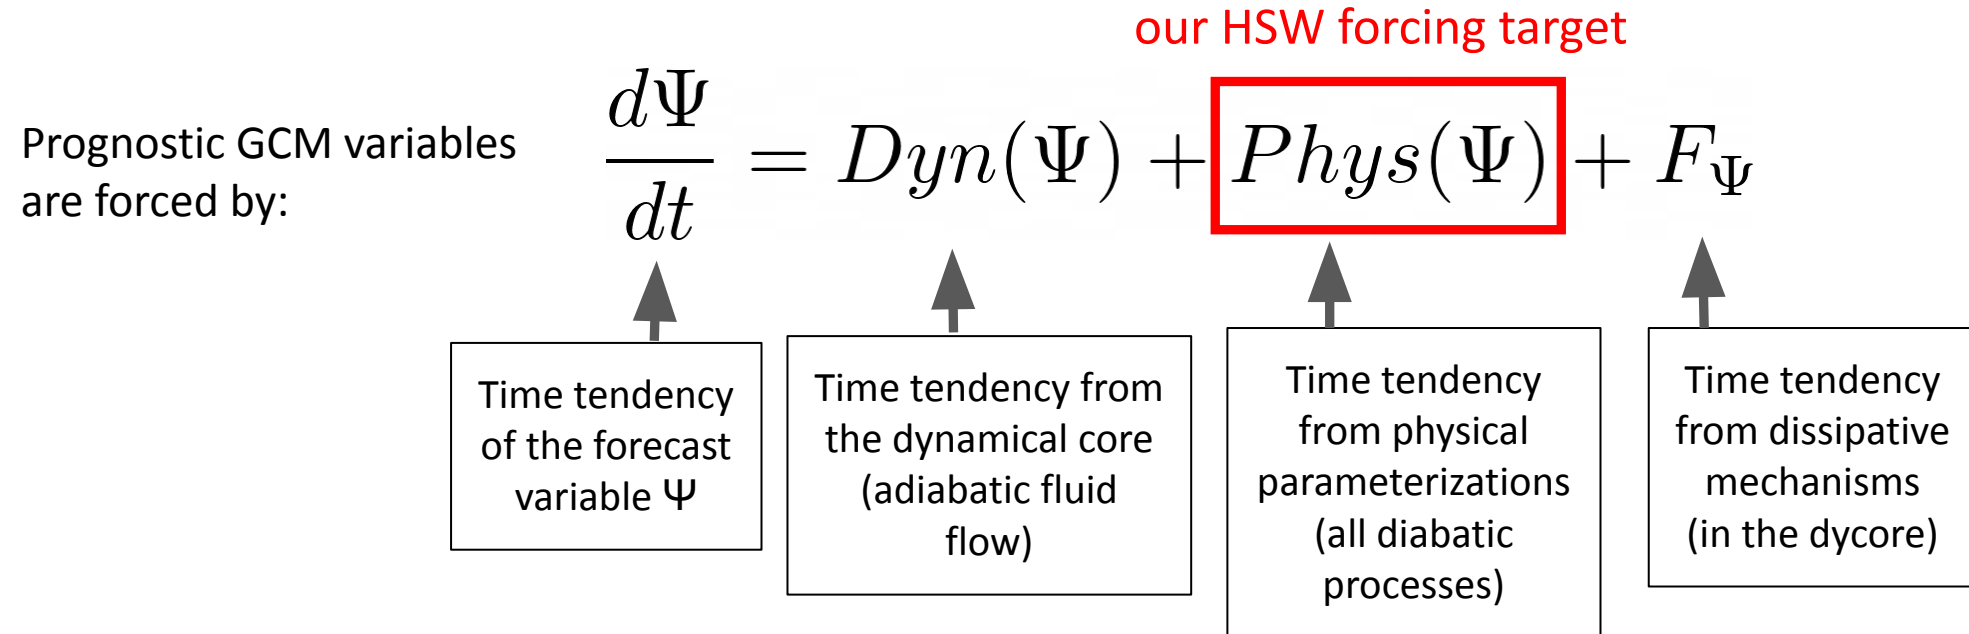 our HSW forcing target
Prognostic GCM variables
are forced by:
dΨ/dt = Dyn(Ψ) + Phys(Ψ) + F_Ψ
Time tendency
of the forecast
variable Ψ
Time tendency from
the dynamical core
(adiabatic fluid
flow)
Time tendency
from physical
parameterizations
(all diabatic
processes)
Time tendency
from dissipative
mechanisms
(in the dycore)